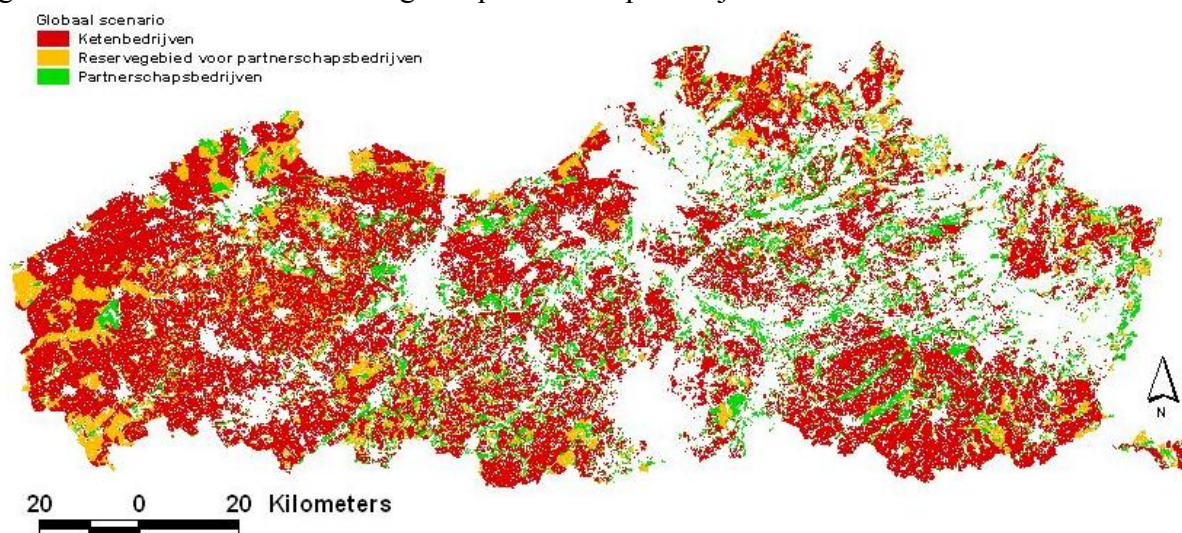 Globaal scenario
Ketenbedrijven
Reservegebied voor partnerschapsbedrijven
Partnerschapsbedrijven
N
20 0 20 Kilometers